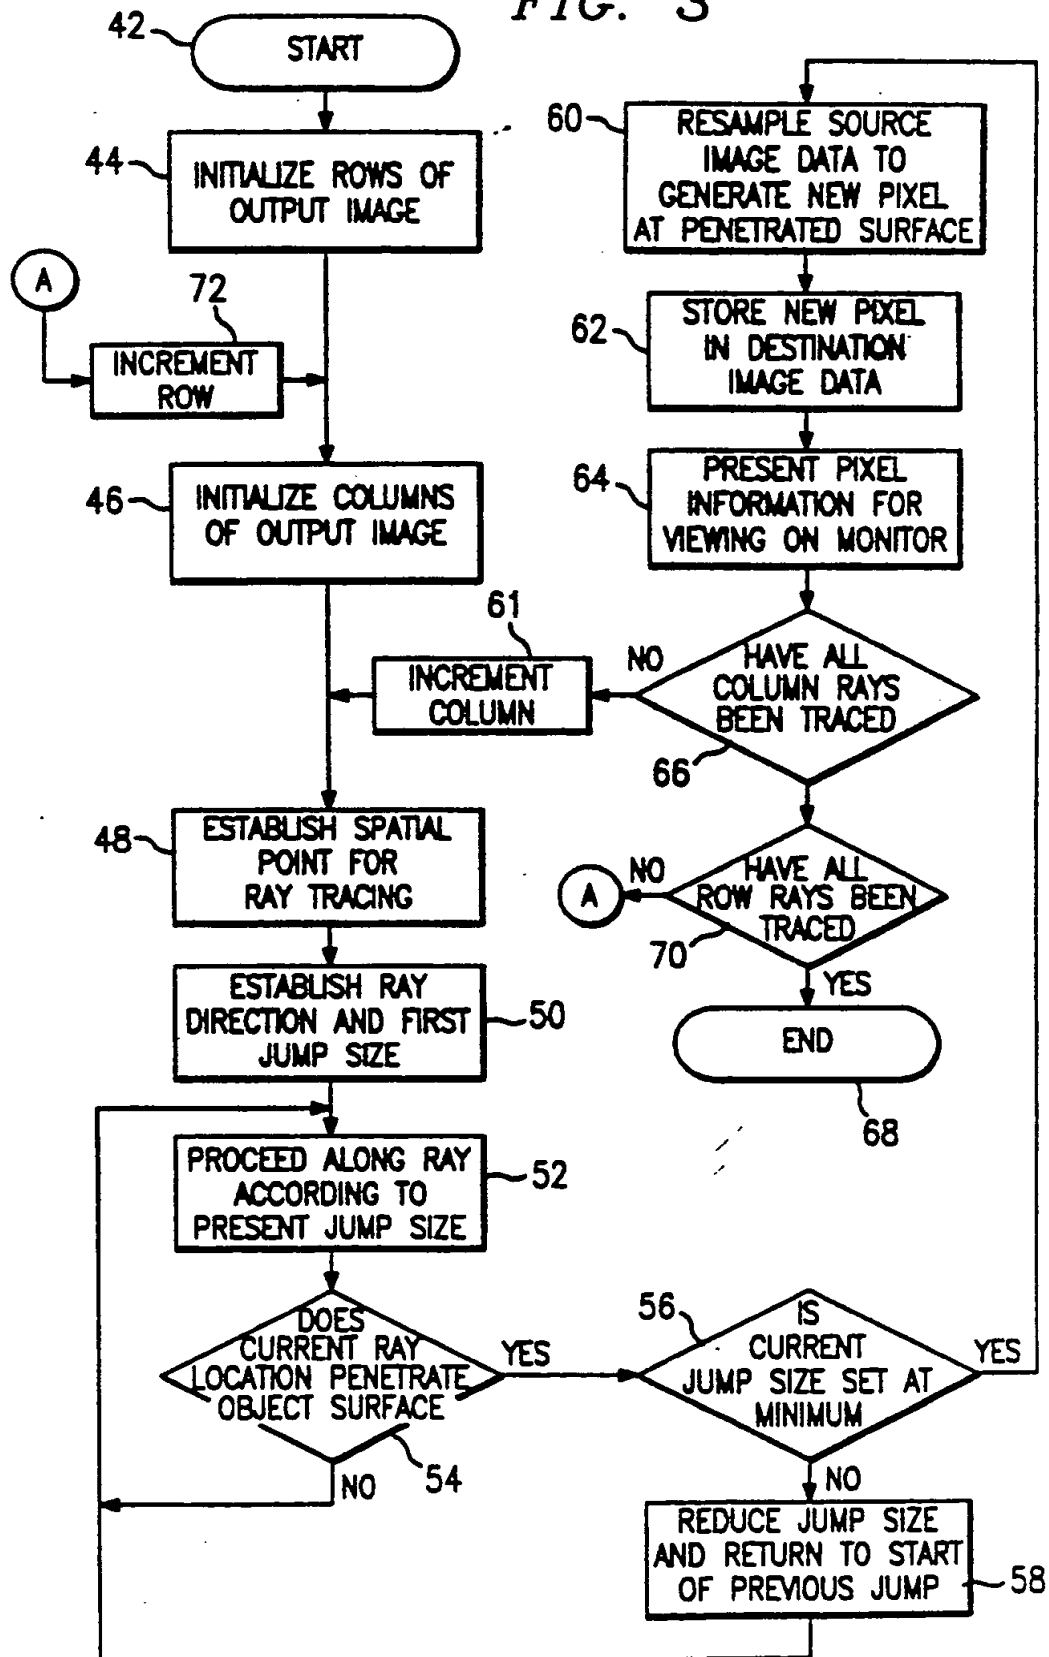 FIG. 3
42
START
44
INITIALIZE ROWS OF
OUTPUT IMAGE
A
72
INCREMENT
ROW
46
INITIALIZE COLUMNS
OF OUTPUT IMAGE
61
INCREMENT
COLUMN
48
ESTABLISH SPATIAL
POINT FOR
RAY TRACING
ESTABLISH RAY
DIRECTION AND FIRST
JUMP SIZE
50
PROCEED ALONG RAY
ACCORDING TO
PRESENT JUMP SIZE
52
DOES
CURRENT RAY
LOCATION PENETRATE
OBJECT SURFACE
54
YES
NO
56
IS
CURRENT
JUMP SIZE SET AT
MINIMUM
YES
NO
REDUCE JUMP SIZE
AND RETURN TO START
OF PREVIOUS JUMP
58
60
RESAMPLE SOURCE
IMAGE DATA TO
GENERATE NEW PIXEL
AT PENETRATED SURFACE
62
STORE NEW PIXEL
IN DESTINATION
IMAGE DATA
64
PRESENT PIXEL
INFORMATION FOR
VIEWING ON MONITOR
NO
HAVE ALL
COLUMN RAYS
BEEN TRACED
66
A
NO
HAVE ALL
ROW RAYS BEEN
TRACED
70
YES
END
68